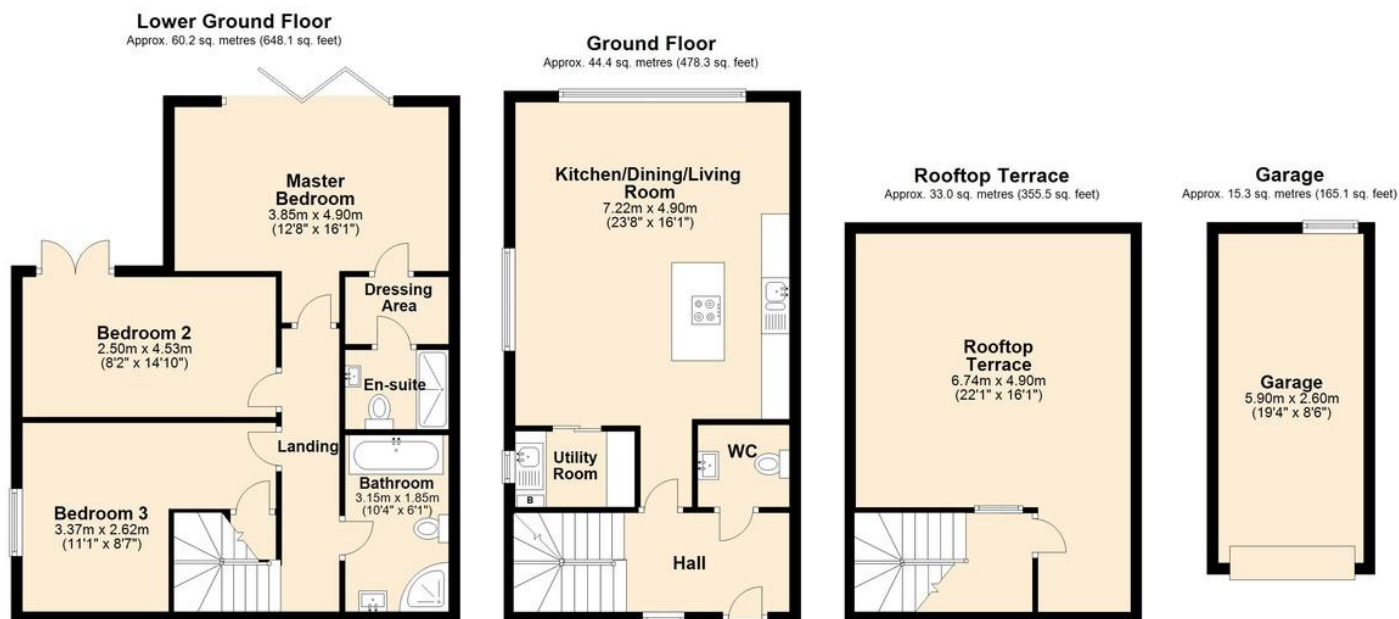 Lower Ground Floor
Approx. 60.2 sq. metres (648.1 sq. feet)
Master
Bedroom
3.85m x 4.90m
(12'8" x 16'1")
Dressing
Area
Bedroom 2
2.50m x 4.53m
(8'2" x 14'10")
En-suite
Landing
Bathroom
3.15m x 1.85m
(10'4" x 6'1")
Bedroom 3
3.37m x 2.62m
(11'1" x 8'7")
Ground Floor
Approx. 44.4 sq. metres (478.3 sq. feet)
Kitchen/Dining/Living
Room
7.22m x 4.90m
(23'8" x 16'1")
Utility
Room
B
WC
Hall
Rooftop Terrace
Approx. 33.0 sq. metres (355.5 sq. feet)
Rooftop
Terrace
6.74m x 4.90m
(22'1" x 16'1")
Garage
Approx. 15.3 sq. metres (165.1 sq. feet)
Garage
5.90m x 2.60m
(19'4" x 8'6")